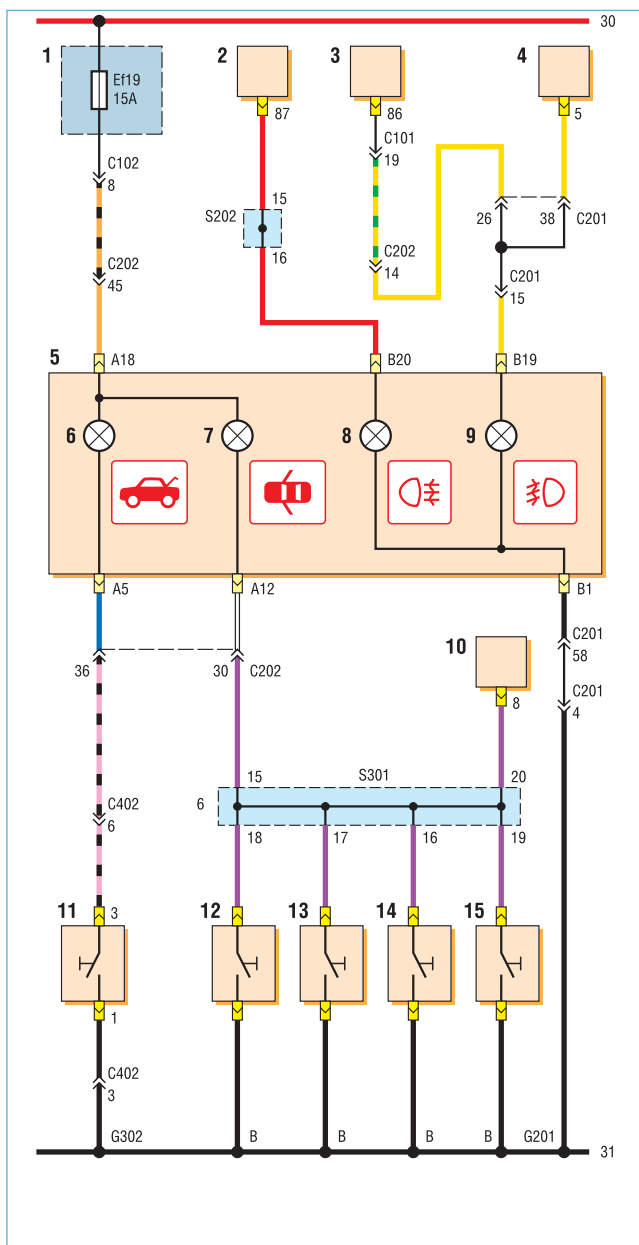 30
1 2 3 4
Ef19
15A
87 86 5
C102
8
C101
19
S202 15
16
26 38 C201
C202
45
C202
14
C201
15
5 A18 B20 B19
6 7 8 9
A5 A12 B1
C201
58
36 30 C202
10
8
C201
4
15 S301 20
6
C402
6
18 17 16 19
11 3 12 13 14 15
1
C402
3
G302 B B B B G201
31